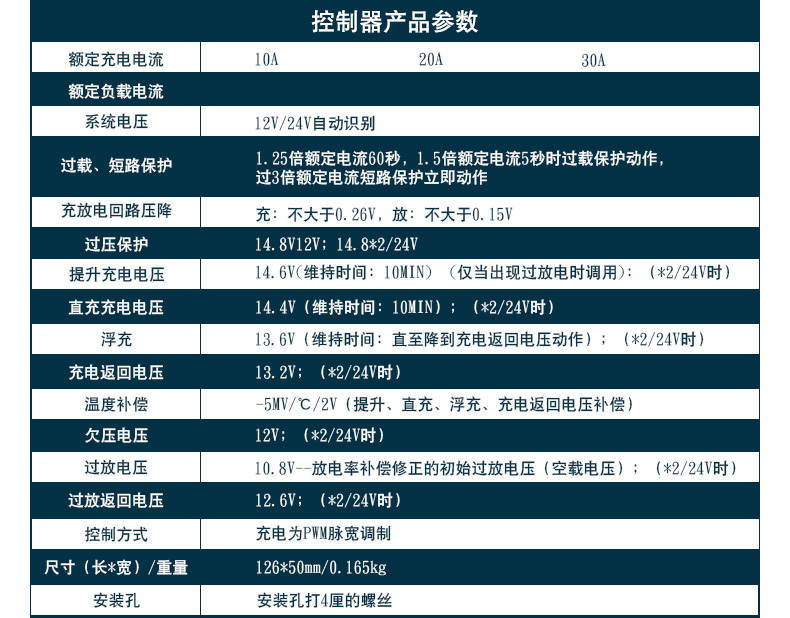 控制器产品参数
额定充电电流 10A 20A 30A
额定负载电流
系统电压 12V/24V自动识别
过载、短路保护 1.25倍额定电流60秒，1.5倍额定电流5秒时过载保护动作，
过3倍额定电流短路保护立即动作
充放电回路压降 充：不大于0.26V，放：不大于0.15V
过压保护 14.8V12V；14.8*2/24V
提升充电电压 14.6V（维持时间：10MIN）（仅当出现过放电时调用）：（*2/24V时）
直充充电电压 14.4V（维持时间：10MIN）；（*2/24V时）
浮充 13.6V（维持时间：直至降到充电返回电压动作）；（*2/24V时）
充电返回电压 13.2V；（*2/24V时）
温度补偿 -5MV/℃/2V（提升、直充、浮充、充电返回电压补偿）
欠压电压 12V；（*2/24V时）
过放电压 10.8V--放电率补偿修正的初始过放电压（空载电压）；（*2/24V时）
过放返回电压 12.6V；（*2/24V时）
控制方式 充电为PWM脉宽调制
尺寸（长*宽）/重量 126*50mm/0.165kg
安装孔 安装孔打4厘的螺丝